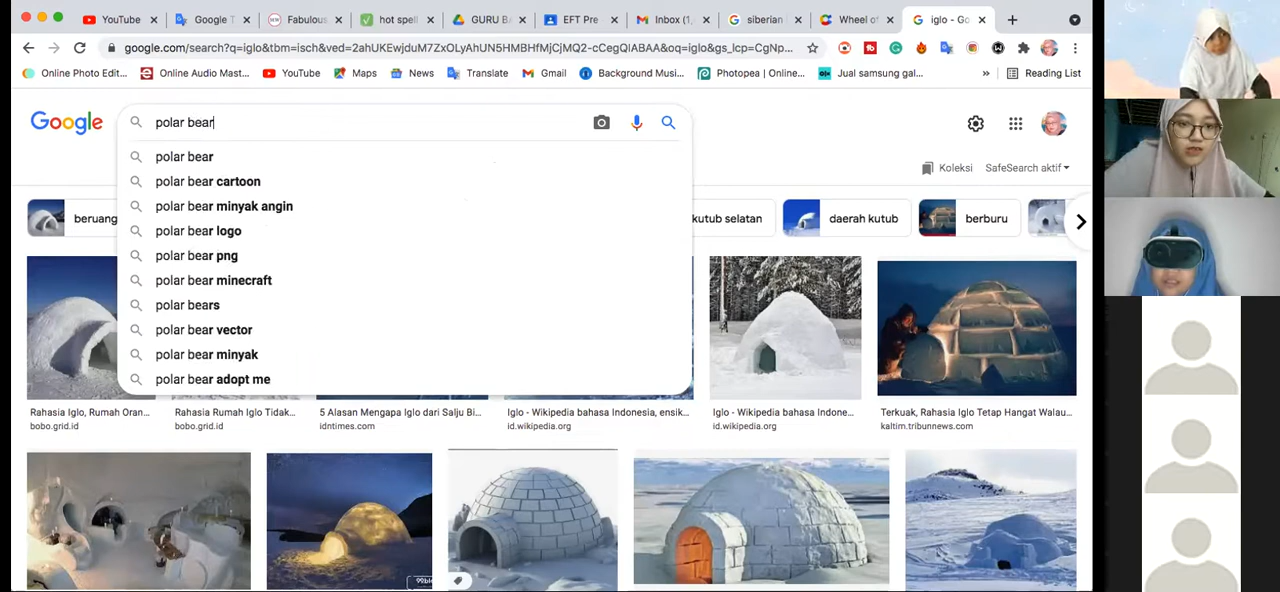 YouTube
Google T
Fabulous
hot spell
GURU BA
EFT Pre
Inbox (1,
siberian
Wheel of
iglo - Go
google.com/search?q=iglo&tbm=isch&ved=2ahUKEwjduM7ZxOLyAhUN5HMBHfMjCjMQ2-cCegQIABAA&oq=iglo&gs_lcp=CgNp...
Online Photo Edit...
Online Audio Mast...
YouTube
Maps
News
Translate
Gmail
Background Musi...
Photopea | Online...
Jual samsung gal...
»
Reading List
Google
polar bear
Koleksi
SafeSearch aktif
polar bear
polar bear cartoon
polar bear minyak angin
polar bear logo
polar bear png
polar bear minecraft
polar bears
polar bear vector
polar bear minyak
polar bear adopt me
beruang
kutub selatan
daerah kutub
berburu
Rahasia Iglo, Rumah Oran...
bobo.grid.id
Rahasia Rumah Iglo Tidak...
bobo.grid.id
5 Alasan Mengapa Iglo dari Salju Bi...
idntimes.com
Iglo - Wikipedia bahasa Indonesia, ensik...
id.wikipedia.org
Iglo - Wikipedia bahasa Indone...
id.wikipedia.org
Terkuak, Rahasia Iglo Tetap Hangat Walau...
kaltim.tribunnews.com